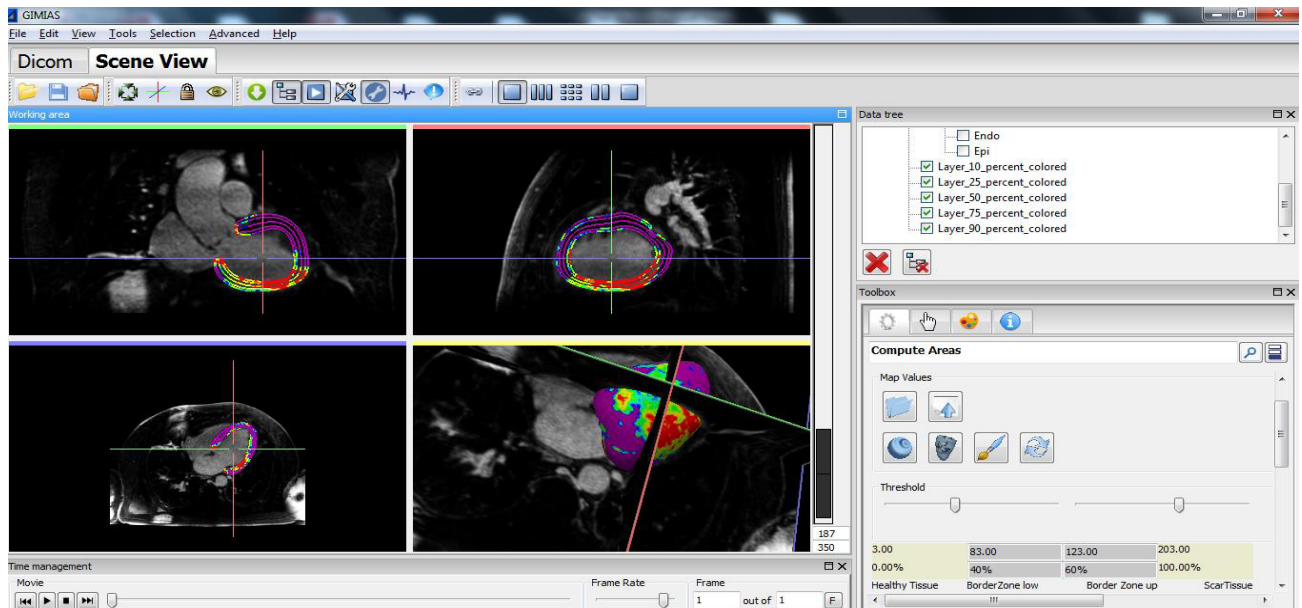 GIMIAS
File Edit View Tools Selection Advanced Help
Dicom Scene View
Working area
187
350
Time management
Movie
Frame Rate
Frame
1 out of 1 F
Data tree
Endo
Epi
Layer_10_percent_colored
Layer_25_percent_colored
Layer_50_percent_colored
Layer_75_percent_colored
Layer_90_percent_colored
Toolbox
Compute Areas
Map Values
Threshold
3.00 83.00 123.00 203.00
0.00% 40% 60% 100.00%
Healthy Tissue BorderZone low Border Zone up ScarTissue